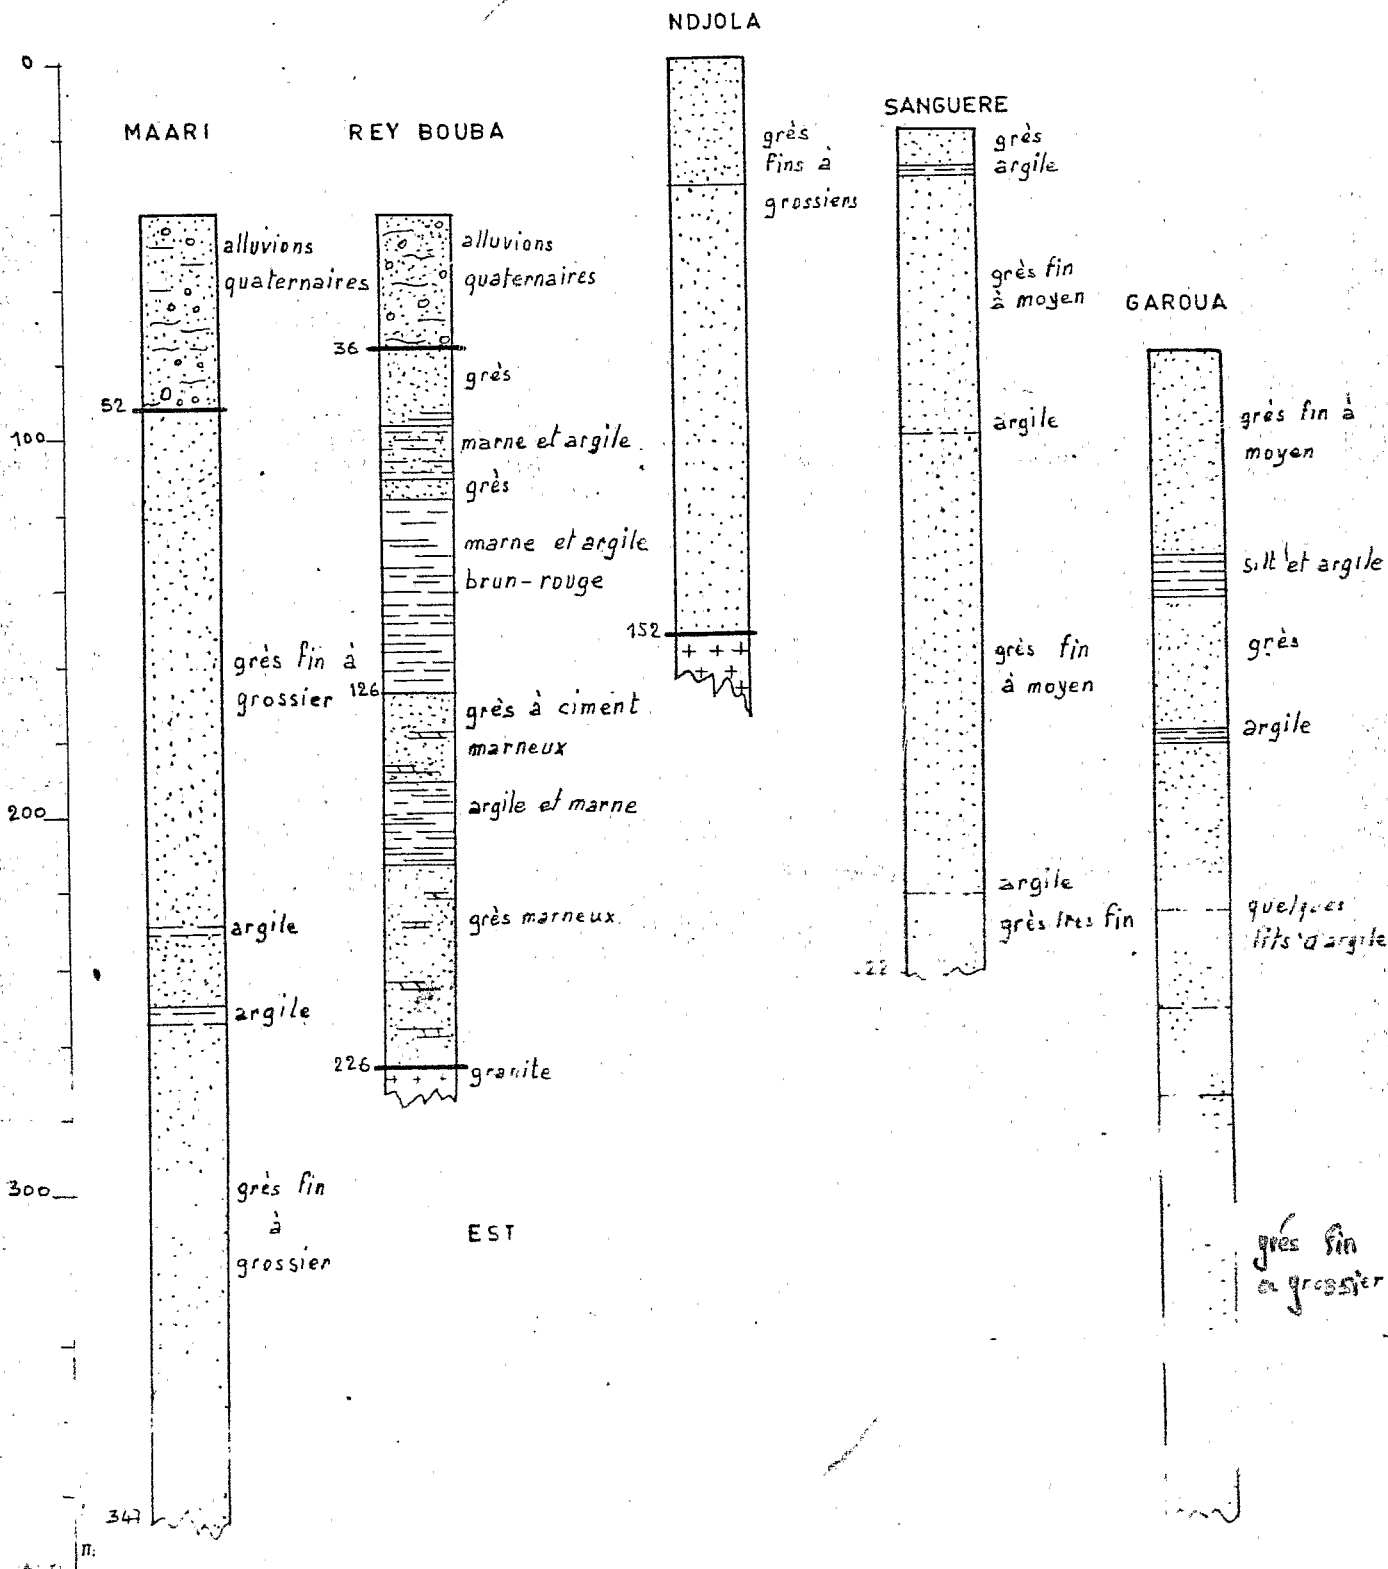 NDJOLA
0
SANGUERE
MAARI
REY BOUBA
grès
fins à
grossiers
grès
argile
alluvions
quaternaires
alluvions
quaternaires
grès fin
à moyen
GAROUA
36
grès
52
100
marne et argile
grès
argile
grès fin à
moyen
marne et argile
brun-rouge
silt et argile
152
grès fin à
grossier
126
grès à ciment
marneux
grès fin
à moyen
grès
argile
200
argile et marne
argile
grès marneux
argile
grès très fin
quelques
lits d'argile
argile
226
granite
300
grès fin
à
grossier
EST
grés fin
a grossier
347